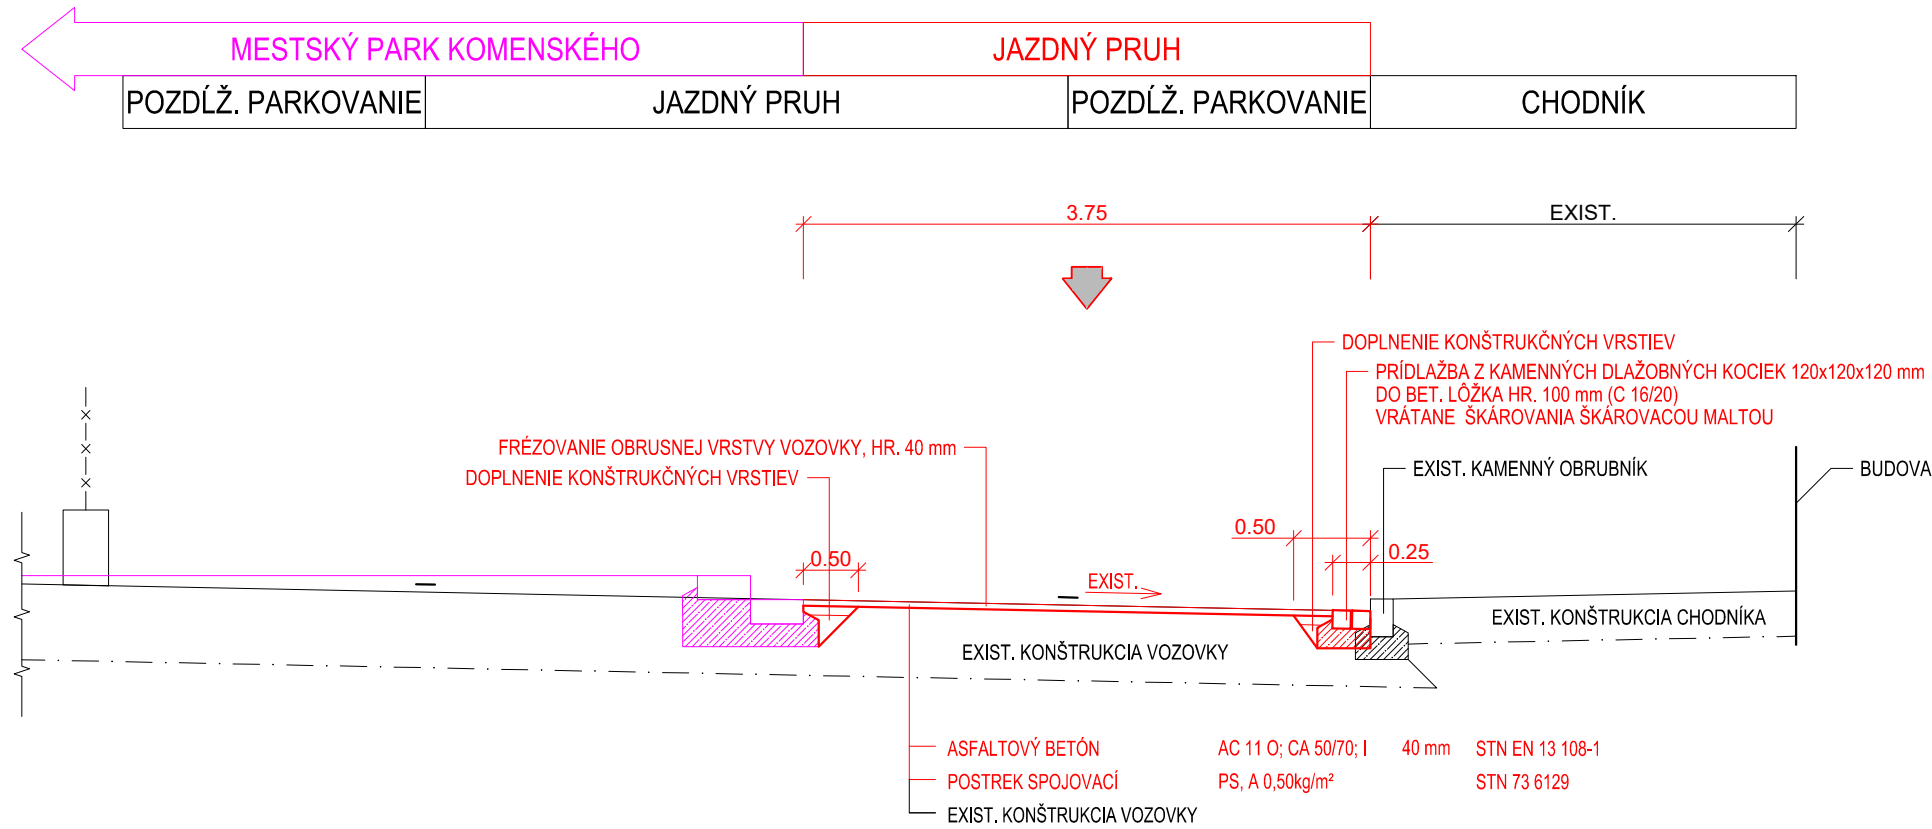 MESTSKÝ PARK KOMENSKÉHO
JAZDNÝ PRUH
POZDĹŽ. PARKOVANIE
JAZDNÝ PRUH
POZDĹŽ. PARKOVANIE
CHODNÍK
3.75
EXIST.
DOPLNENIE KONŠTRUKČNÝCH VRSTIEV
PRÍDLAŽBA Z KAMENNÝCH DLAŽOBNÝCH KOCIEK 120x120x120 mm
DO BET. LÔŽKA HR. 100 mm (C 16/20)
VRÁTANE ŠKÁROVANIA ŠKÁROVACOU MALTOU
FRÉZOVANIE OBRUSNEJ VRSTVY VOZOVKY, HR. 40 mm
DOPLNENIE KONŠTRUKČNÝCH VRSTIEV
EXIST. KAMENNÝ OBRUBNÍK
BUDOVA
0.50
0.25
0.50
EXIST.
EXIST. KONŠTRUKCIA CHODNÍKA
EXIST. KONŠTRUKCIA VOZOVKY
ASFALTOVÝ BETÓN AC 11 O; CA 50/70; I 40 mm STN EN 13 108-1
POSTREK SPOJOVACÍ PS, A 0,50kg/m² STN 73 6129
EXIST. KONŠTRUKCIA VOZOVKY